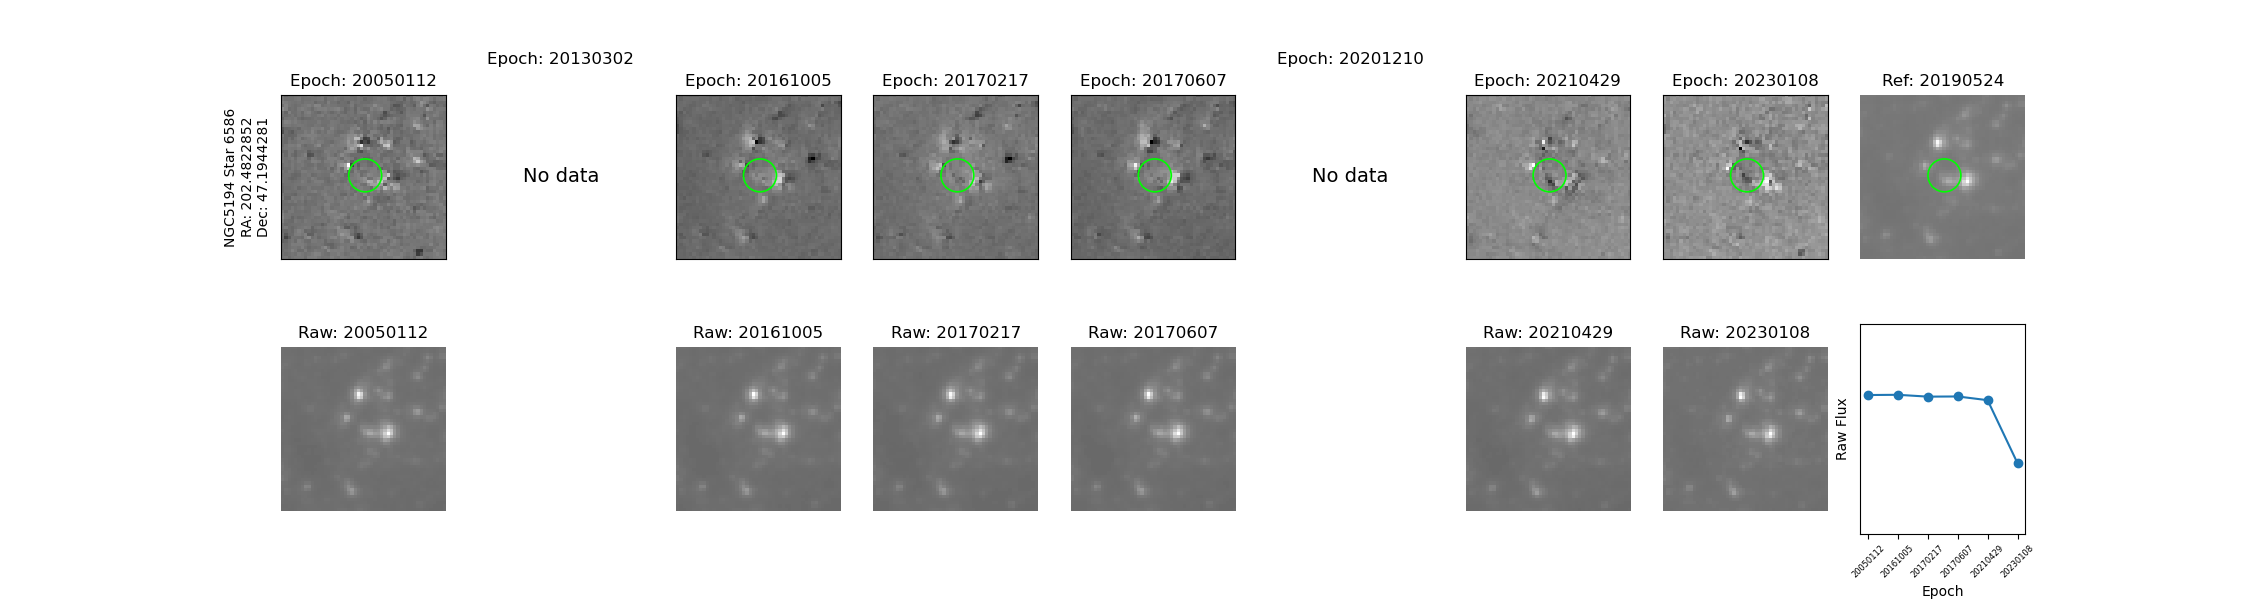 Epoch: 20130302
Epoch: 20201210
Epoch: 20050112
Epoch: 20161005
Epoch: 20170217
Epoch: 20170607
Epoch: 20210429
Epoch: 20230108
Ref: 20190524
NGC5194 Star 6586
RA: 202.4822852
Dec: 47.1944281
No data
No data
Raw: 20050112
Raw: 20161005
Raw: 20170217
Raw: 20170607
Raw: 20210429
Raw: 20230108
Raw Flux
20050112
20161005
20170217
20170607
20210429
20230108
Epoch